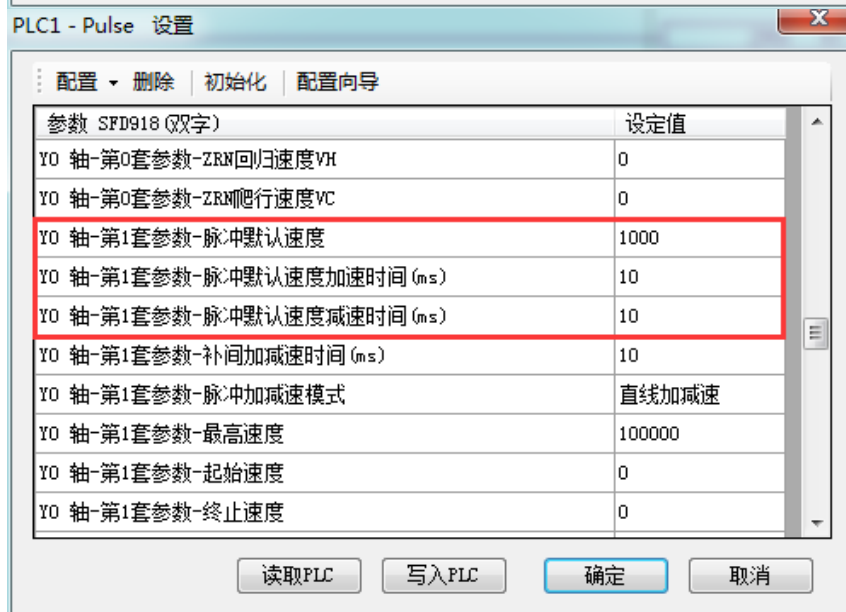 PLC1 - Pulse 设置
配置 删除 初始化 配置向导
参数 SFD918(双字) 设定值
Y0 轴-第0套参数-ZRN回归速度VH 0
Y0 轴-第0套参数-ZRN爬行速度VC 0
Y0 轴-第1套参数-脉冲默认速度 1000
Y0 轴-第1套参数-脉冲默认速度加速时间(ms) 10
Y0 轴-第1套参数-脉冲默认速度减速时间(ms) 10
Y0 轴-第1套参数-补间加减速时间(ms) 10
Y0 轴-第1套参数-脉冲加减速模式 直线加减速
Y0 轴-第1套参数-最高速度 100000
Y0 轴-第1套参数-起始速度 0
Y0 轴-第1套参数-终止速度 0
读取PLC 写入PLC 确定 取消